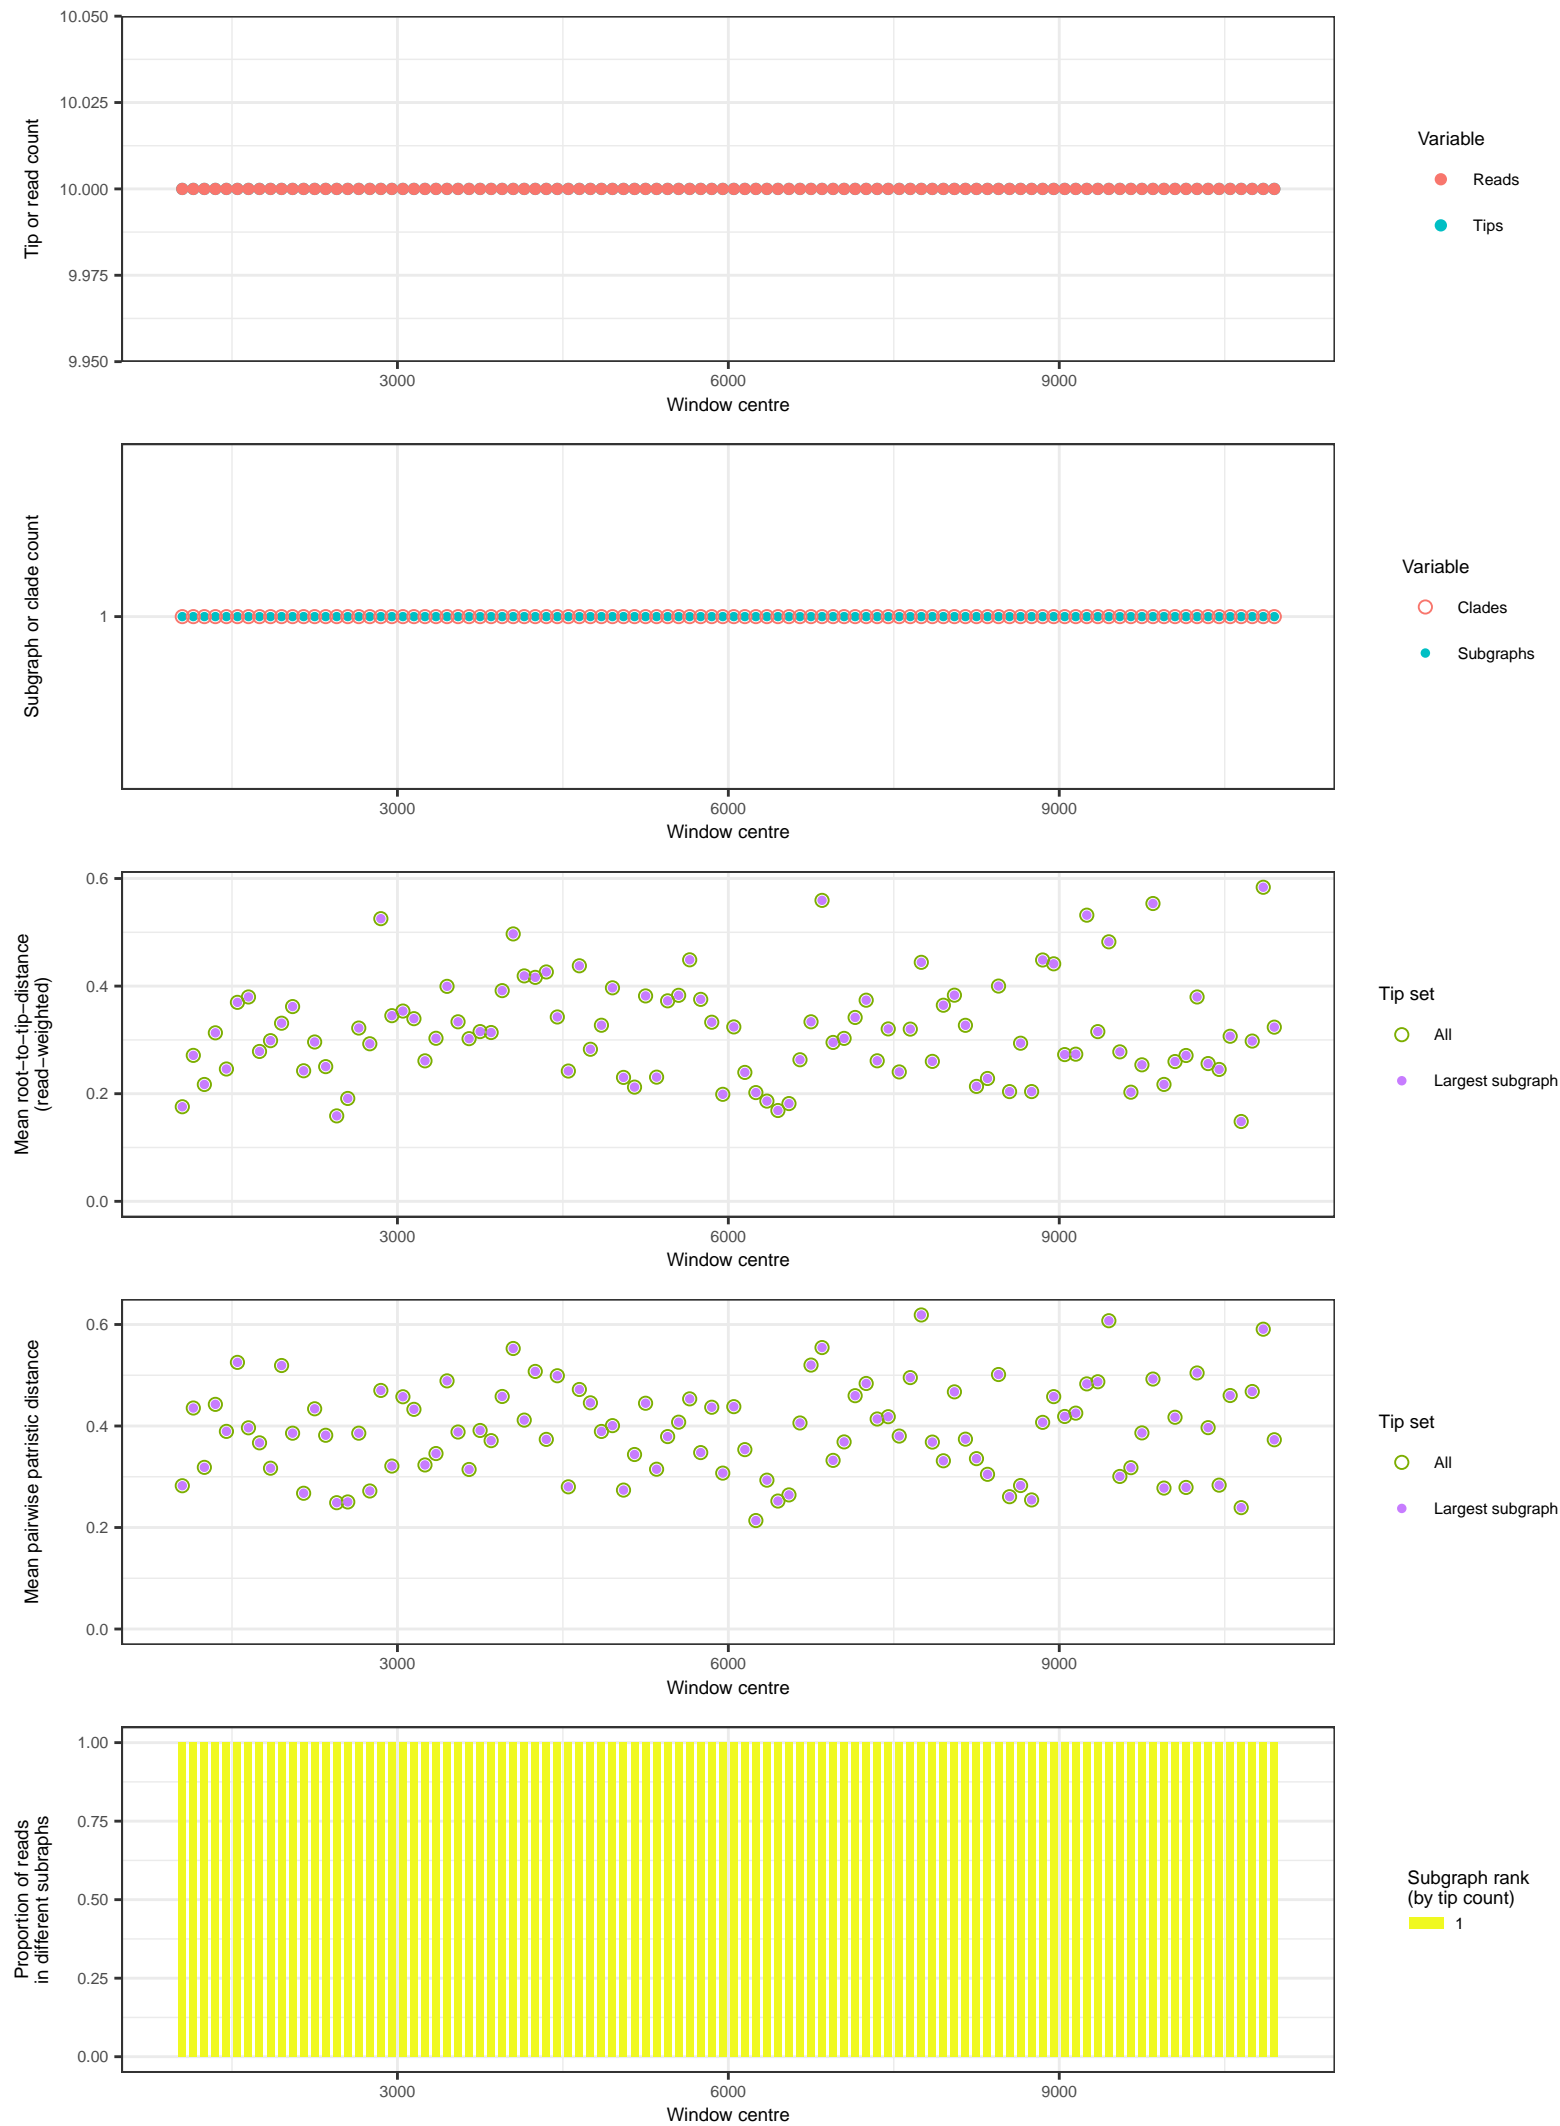 10.050
10.025
10.000
9.975
9.950
Tip or read count
3000
6000
9000
Window centre
Variable
Reads
Tips
1
Subgraph or clade count
3000
6000
9000
Window centre
Variable
Clades
Subgraphs
0.6
0.4
0.2
0.0
Mean root−to−tip−distance
(read−weighted)
3000
6000
9000
Window centre
Tip set
All
Largest subgraph
0.6
0.4
0.2
0.0
Mean pairwise patristic distance
3000
6000
9000
Window centre
Tip set
All
Largest subgraph
1.00
0.75
0.50
0.25
0.00
Proportion of reads
in different subraphs
3000
6000
9000
Window centre
Subgraph rank
(by tip count)
1